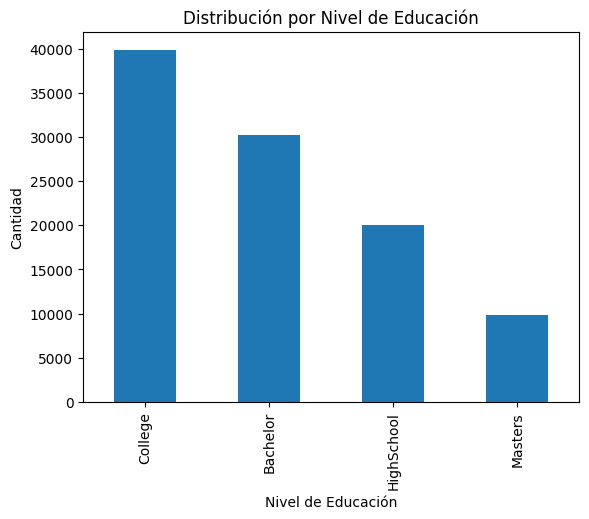 Distribución por Nivel de Educación
40000
35000
30000
25000
20000
15000
10000
5000
0
Cantidad
College
Bachelor
HighSchool
Masters
Nivel de Educación